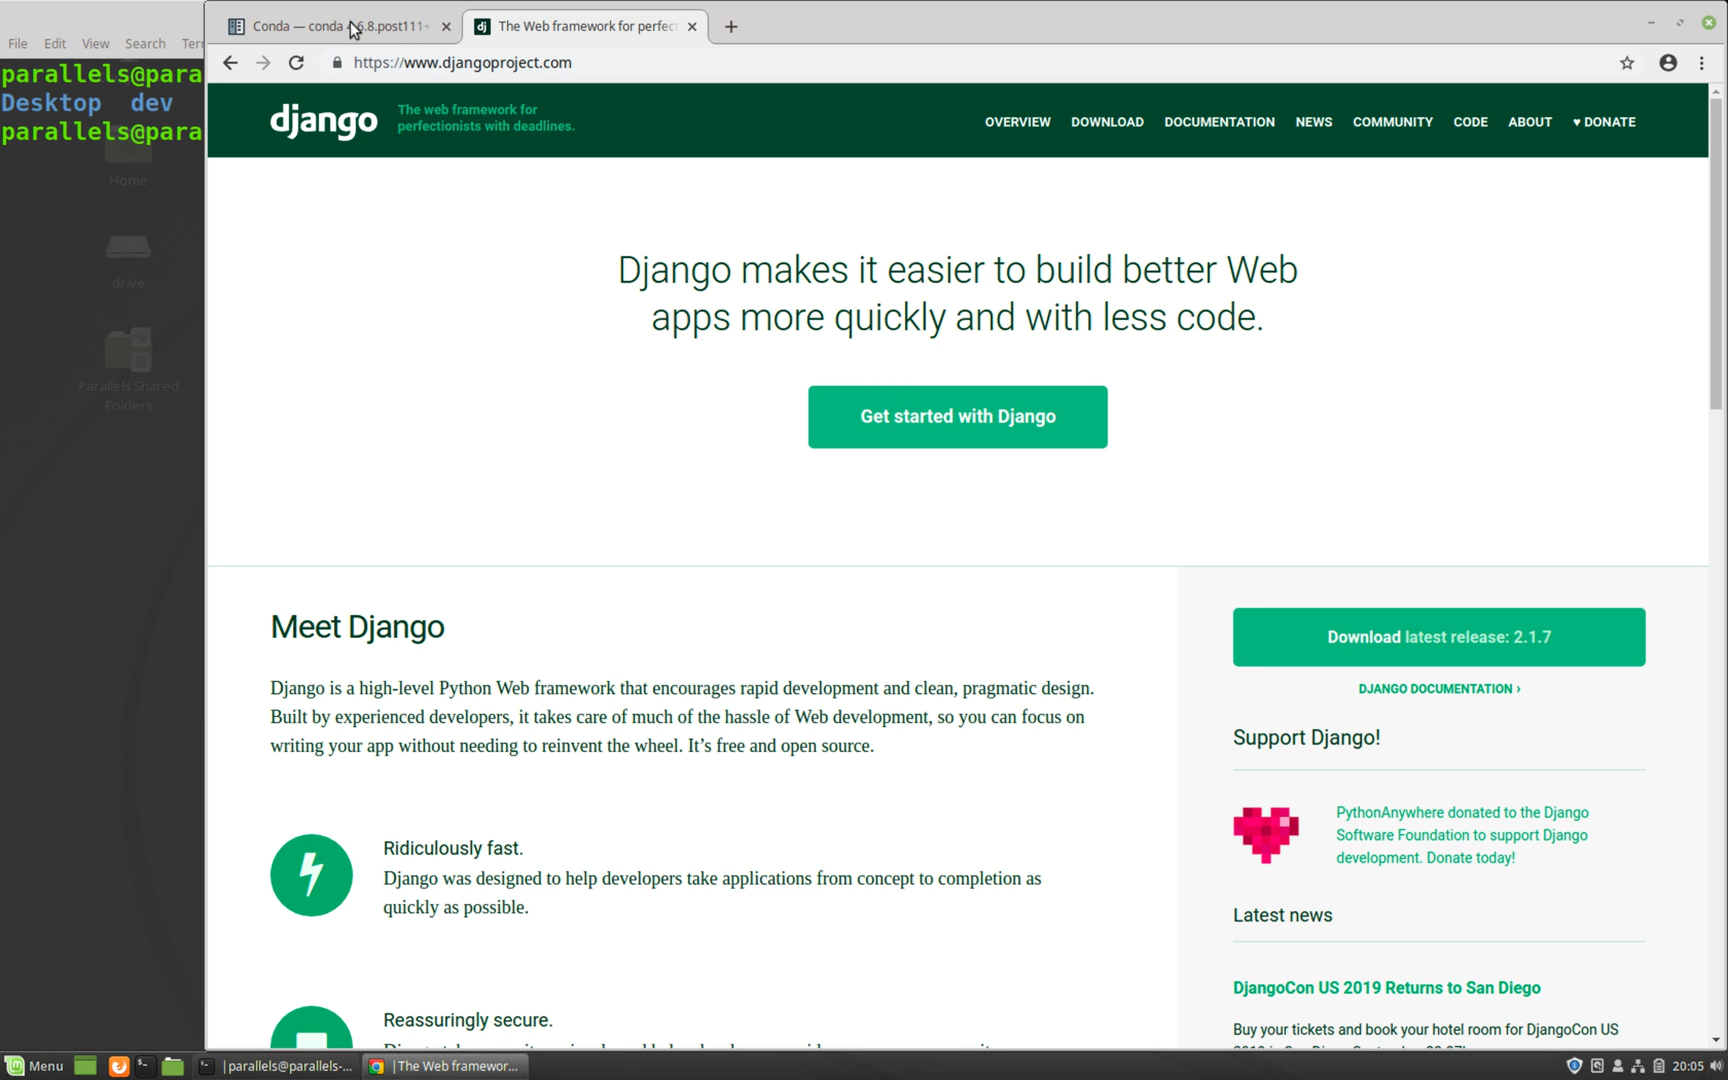 Conda — conda 4.6.8.post111+
The Web framework for perfec
File Edit View Search Ter
https://www.djangoproject.com
parallels@para
Desktop dev
parallels@para
Home
drive
Parallels Shared
Folders
django
The web framework for
perfectionists with deadlines.
OVERVIEW DOWNLOAD DOCUMENTATION NEWS COMMUNITY CODE ABOUT ♥ DONATE
Django makes it easier to build better Web
apps more quickly and with less code.
Get started with Django
Meet Django
Django is a high-level Python Web framework that encourages rapid development and clean, pragmatic design.
Built by experienced developers, it takes care of much of the hassle of Web development, so you can focus on
writing your app without needing to reinvent the wheel. It’s free and open source.
Ridiculously fast.
Django was designed to help developers take applications from concept to completion as
quickly as possible.
Reassuringly secure.
Download latest release: 2.1.7
DJANGO DOCUMENTATION ›
Support Django!
PythonAnywhere donated to the Django
Software Foundation to support Django
development. Donate today!
Latest news
DjangoCon US 2019 Returns to San Diego
Buy your tickets and book your hotel room for DjangoCon US
Menu
|parallels@parallels-...
|The Web framewor...
20:05